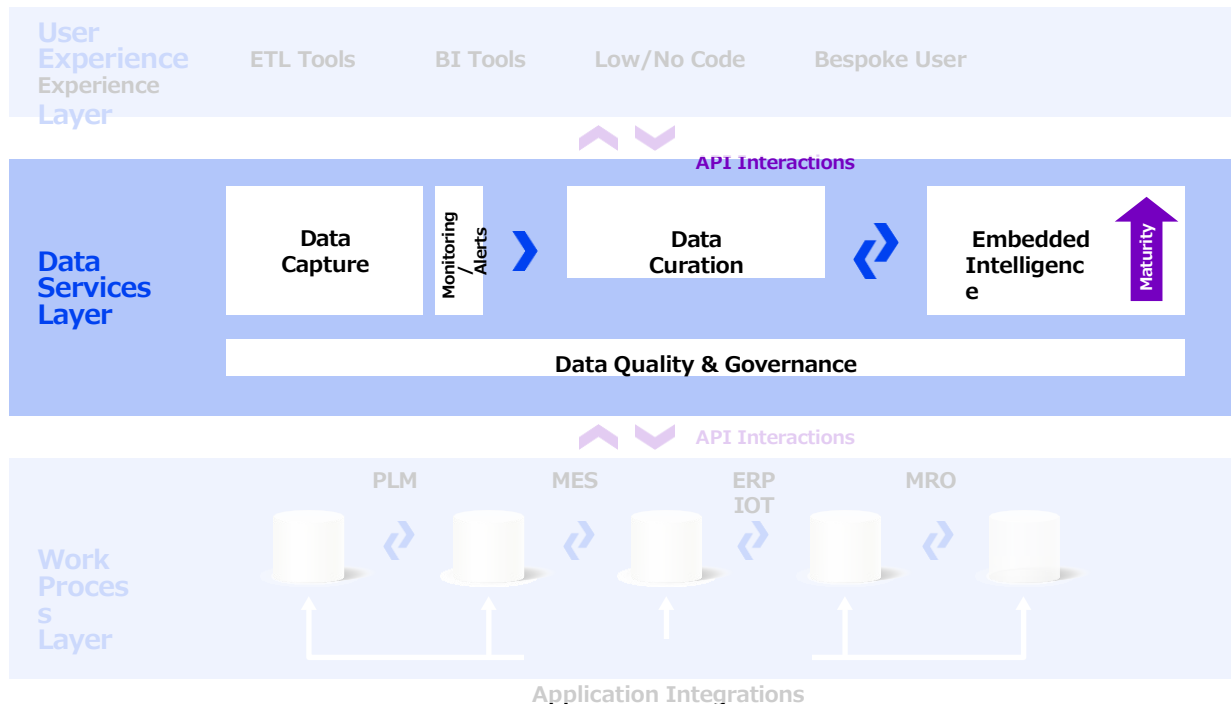 User
Experience
Experience
Layer
ETL Tools
BI Tools
Low/No Code
Bespoke User
API Interactions
Data
Services
Layer
Data
Capture
Monitoring
/
Alerts
Data
Curation
Embedded
Intelligenc
e
Maturity
Data Quality & Governance
API Interactions
PLM
MES
ERP
IOT
MRO
Work
Proces
s
Layer
Application Integrations